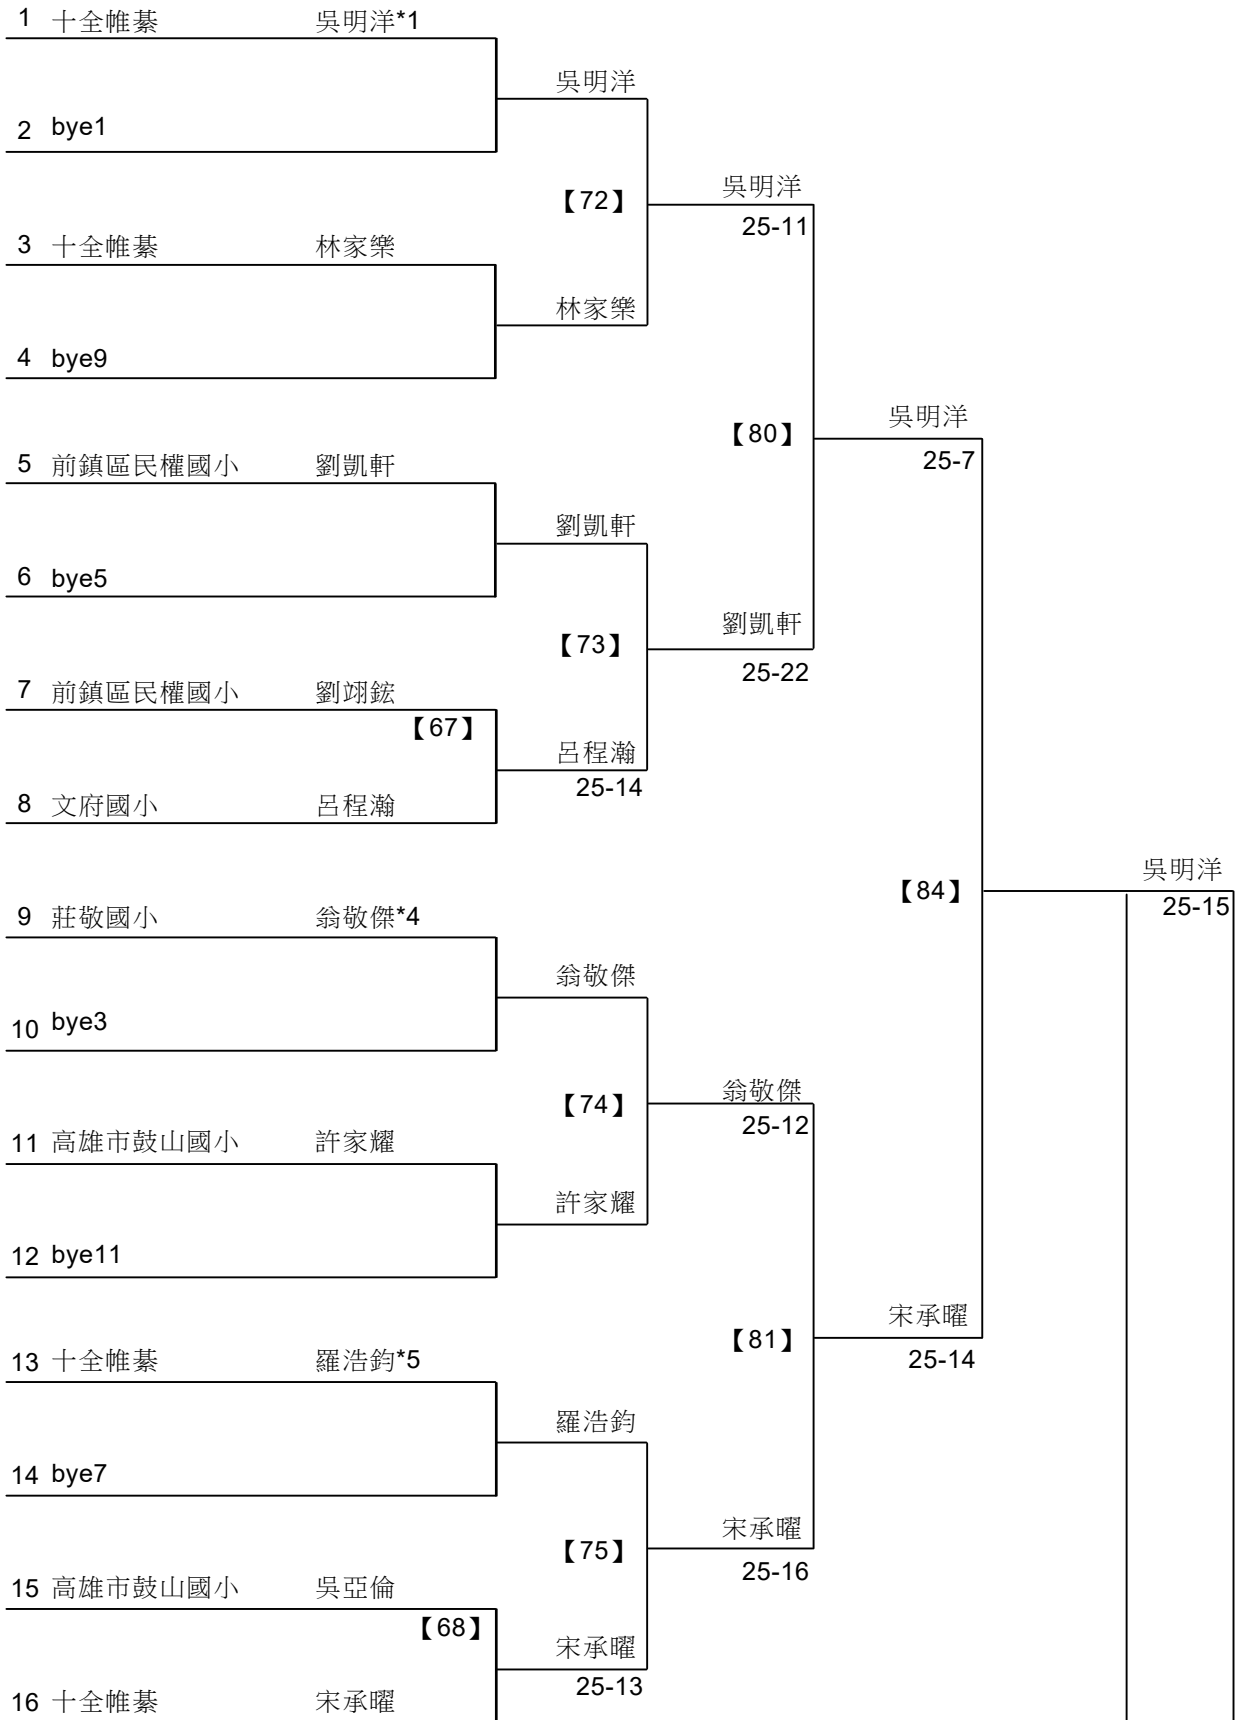 1 十全帷綦 吳明洋*1
吳明洋
2 bye1
【72】 吳明洋
25-11
3 十全帷綦 林家樂
林家樂
4 bye9
【80】 吳明洋
25-7
5 前鎮區民權國小 劉凱軒
劉凱軒
6 bye5
【73】 劉凱軒
25-22
7 前鎮區民權國小 劉翊鋐
【67】
呂程瀚
25-14
8 文府國小 呂程瀚
【84】 吳明洋
25-15
9 莊敬國小 翁敬傑*4
翁敬傑
10 bye3
【74】 翁敬傑
25-12
11 高雄市鼓山國小 許家耀
許家耀
12 bye11
【81】 宋承曜
25-14
13 十全帷綦 羅浩鈞*5
羅浩鈞
14 bye7
【75】 宋承曜
25-16
15 高雄市鼓山國小 吳亞倫
【68】
宋承曜
25-13
16 十全帷綦 宋承曜